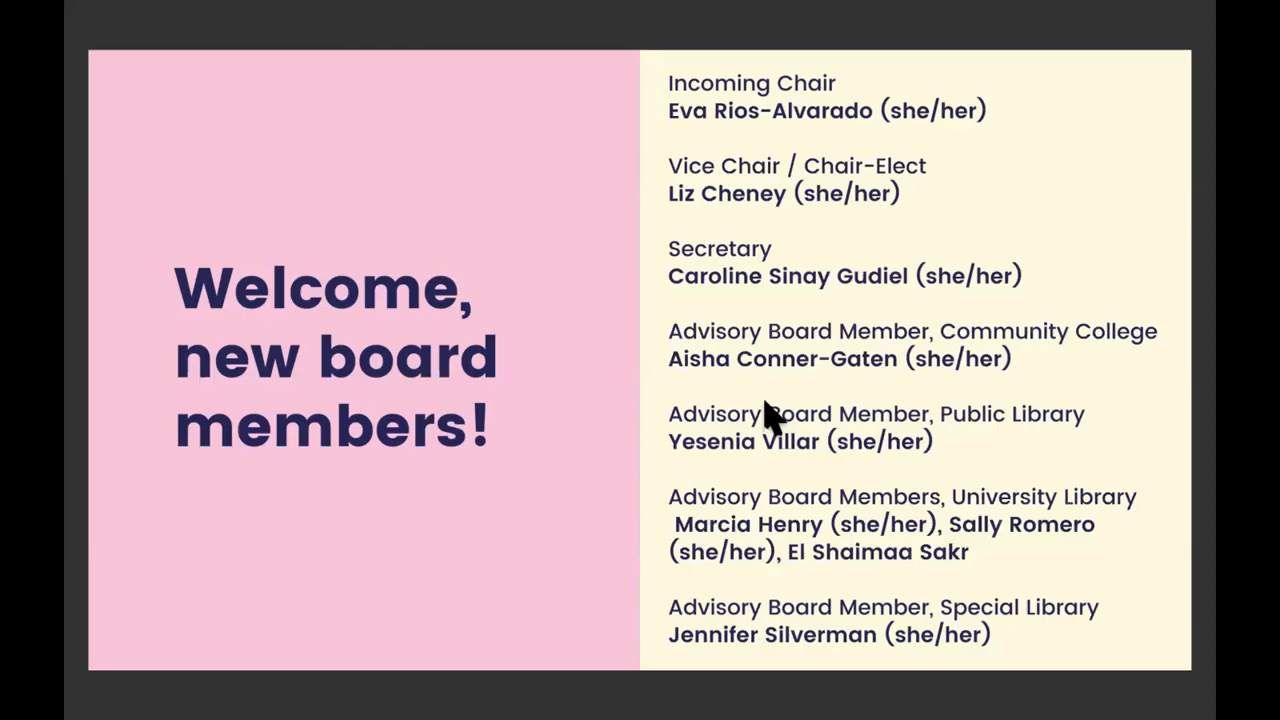 Welcome,
new board
members!
Incoming Chair
Eva Rios-Alvarado (she/her)
Vice Chair / Chair-Elect
Liz Cheney (she/her)
Secretary
Caroline Sinay Gudiel (she/her)
Advisory Board Member, Community College
Aisha Conner-Gaten (she/her)
Advisory Board Member, Public Library
Yesenia Villar (she/her)
Advisory Board Members, University Library
Marcia Henry (she/her), Sally Romero
(she/her), El Shaimaa Sakr
Advisory Board Member, Special Library
Jennifer Silverman (she/her)